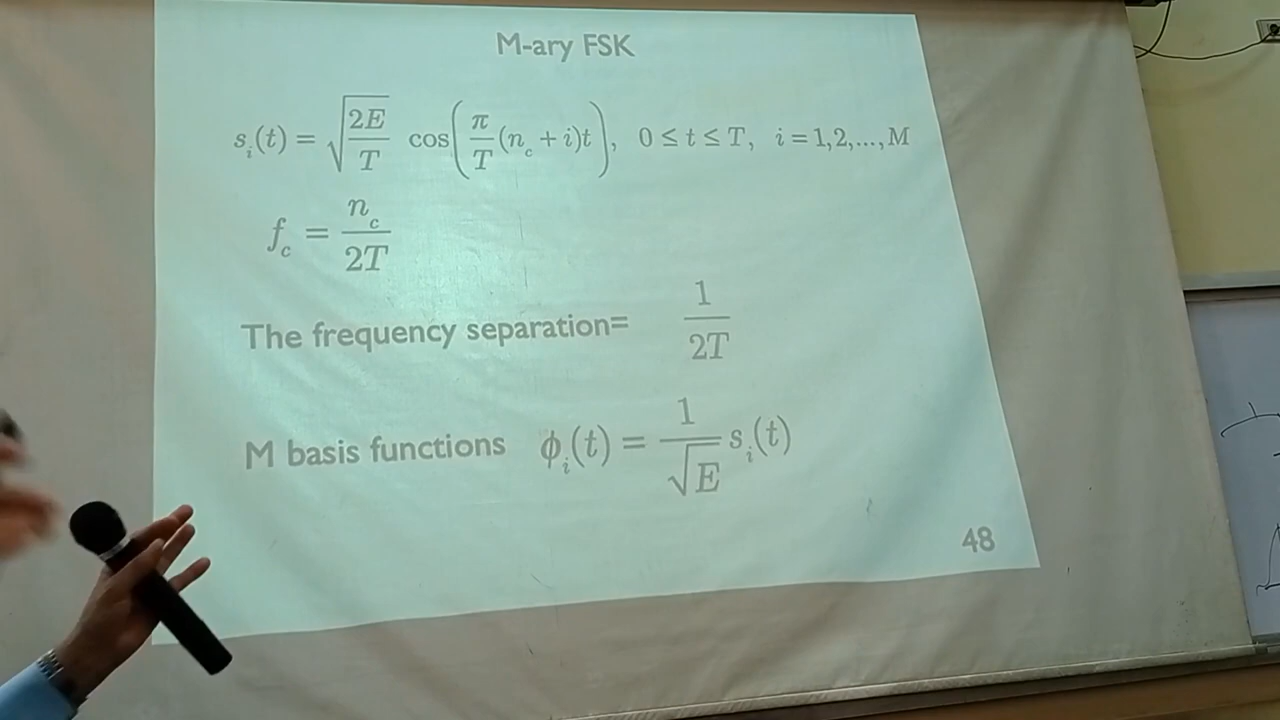 M-ary FSK
s_i(t) = √(2E/T) cos(π/T (n_c + i)t), 0 ≤ t ≤ T, i = 1,2,...,M
f_c = n_c/2T
The frequency separation= 1/2T
M basis functions ϕ_i(t) = 1/√E s_i(t)
48